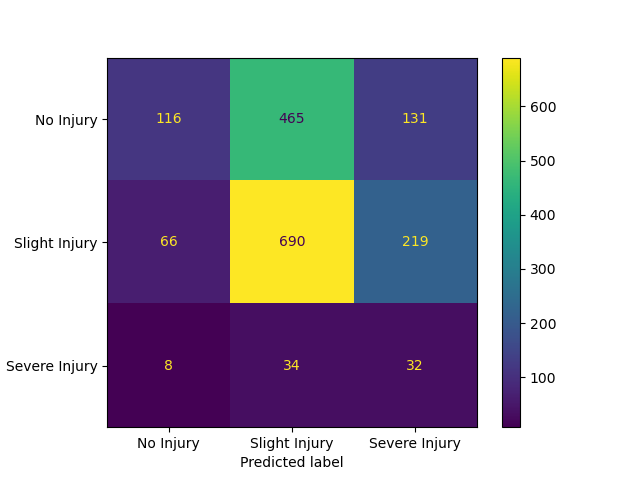 No Injury 116 465 131
Slight Injury 66 690 219
Severe Injury 8 34 32
No Injury Slight Injury Severe Injury
Predicted label
600
500
400
300
200
100